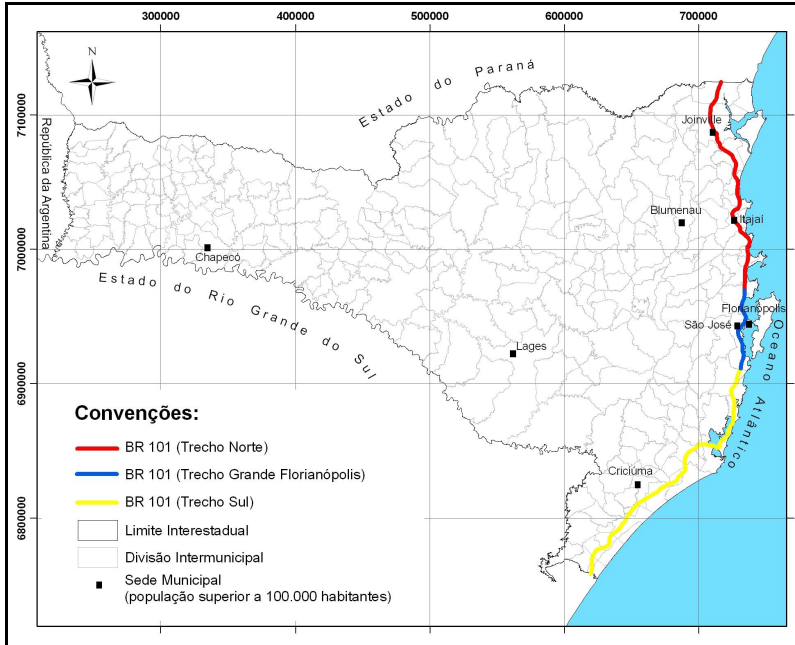 300000 400000 500000 600000 700000
N
Estado do Paraná
7100000
Joinville
República da Argentina
Blumenau
Itajaí
7000000
Chapecó
Estado do Rio Grande do Sul
Florianópolis
São José
Oceano Atlântico
Lages
6900000
Convenções:
BR 101 (Trecho Norte)
BR 101 (Trecho Grande Florianópolis)
Criciúma
BR 101 (Trecho Sul)
6800000
Limite Interestadual
Divisão Intermunicipal
Sede Municipal
(população superior a 100.000 habitantes)